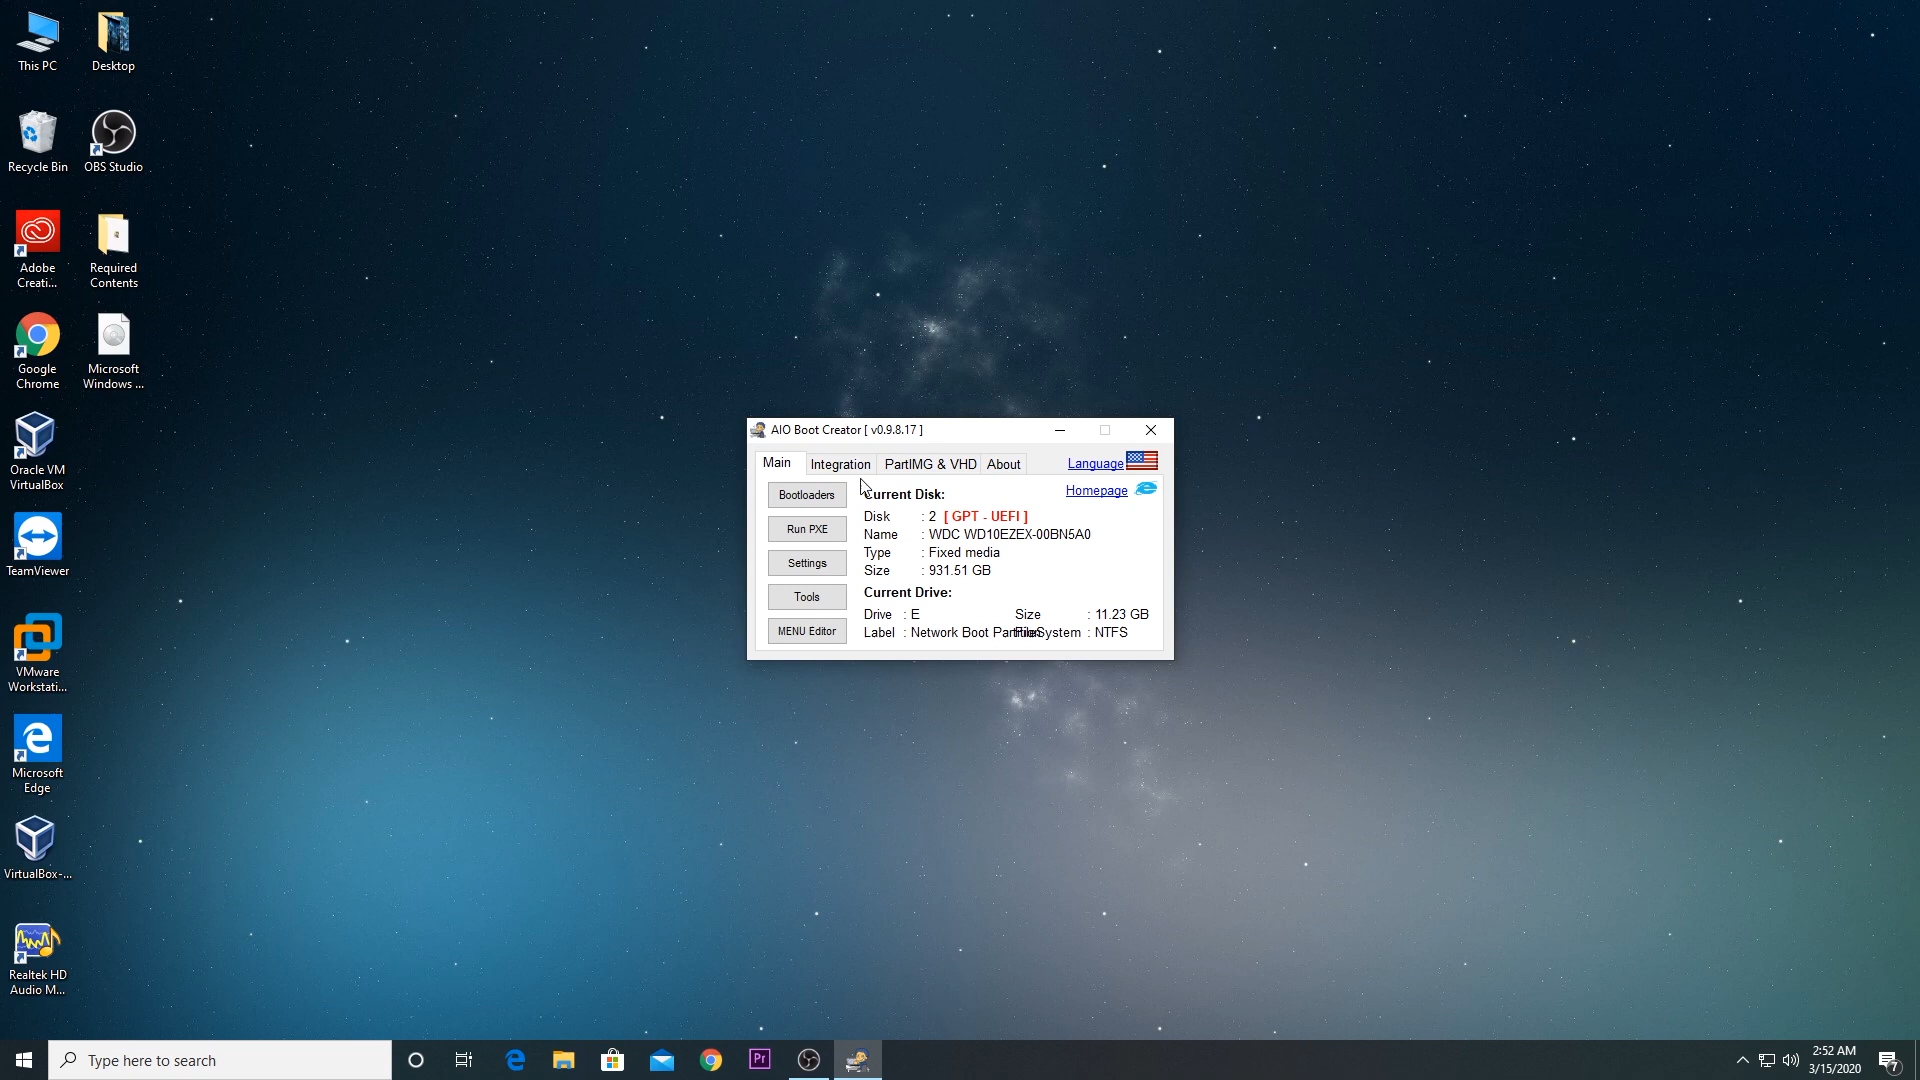 This PC
Desktop
Recycle Bin
OBS Studio
Adobe
Creati...
Required
Contents
Google
Chrome
Microsoft
Windows ...
Oracle VM
VirtualBox
TeamViewer
VMware
Workstati...
Microsoft
Edge
VirtualBox-...
Realtek HD
Audio M...
AIO Boot Creator [ v0.9.8.17 ]
Main
Integration
PartIMG & VHD
About
Language
Homepage
Bootloaders
Run PXE
Settings
Tools
MENU Editor
Current Disk:
Disk : 2 [ GPT - UEFI ]
Name : WDC WD10EZEX-00BN5A0
Type : Fixed media
Size : 931.51 GB
Current Drive:
Drive : E Size : 11.23 GB
Label : Network Boot Partition FileSystem : NTFS
Type here to search
Pr
2:52 AM
3/15/2020
7